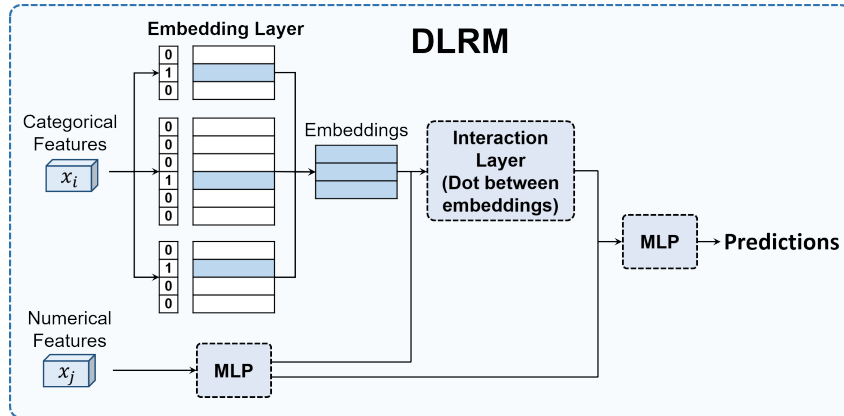 DLRM
Embedding Layer
0
1
0
0
0
0
1
0
0
0
1
0
0
Categorical
Features
x_i
Embeddings
Interaction
Layer
(Dot between
embeddings)
MLP
Predictions
Numerical
Features
x_j
MLP